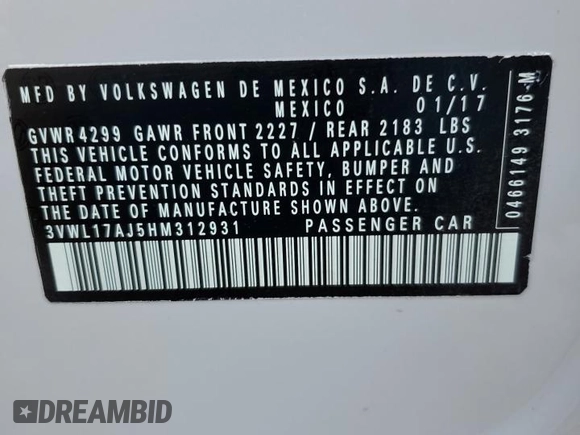 MFD BY VOLKSWAGEN DE MEXICO S.A. DE C.V.
MEXICO 01/17
GVWR 4299 GAWR FRONT 2227 / REAR 2183 LBS
THIS VEHICLE CONFORMS TO ALL APPLICABLE U.S.
FEDERAL MOTOR VEHICLE SAFETY, BUMPER AND
THEFT PREVENTION STANDARDS IN EFFECT ON
THE DATE OF MANUFACTURE SHOWN ABOVE.
3VWL17AJ5HM312931 PASSENGER CAR
0466149 3176-M
DREAMBID